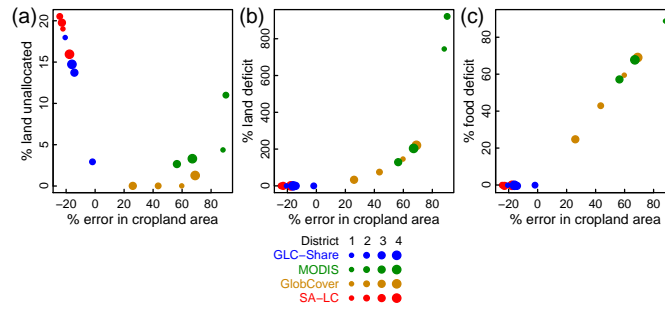 (a)
% land unallocated
0 5 10 15 20
−20 0 20 40 60 80
% error in cropland area
(b)
% land deficit
0 200 400 600 800
−20 0 20 40 60 80
% error in cropland area
(c)
% food deficit
0 20 40 60 80
−20 0 20 40 60 80
% error in cropland area
District 1 2 3 4
GLC−Share
MODIS
GlobCover
SA−LC